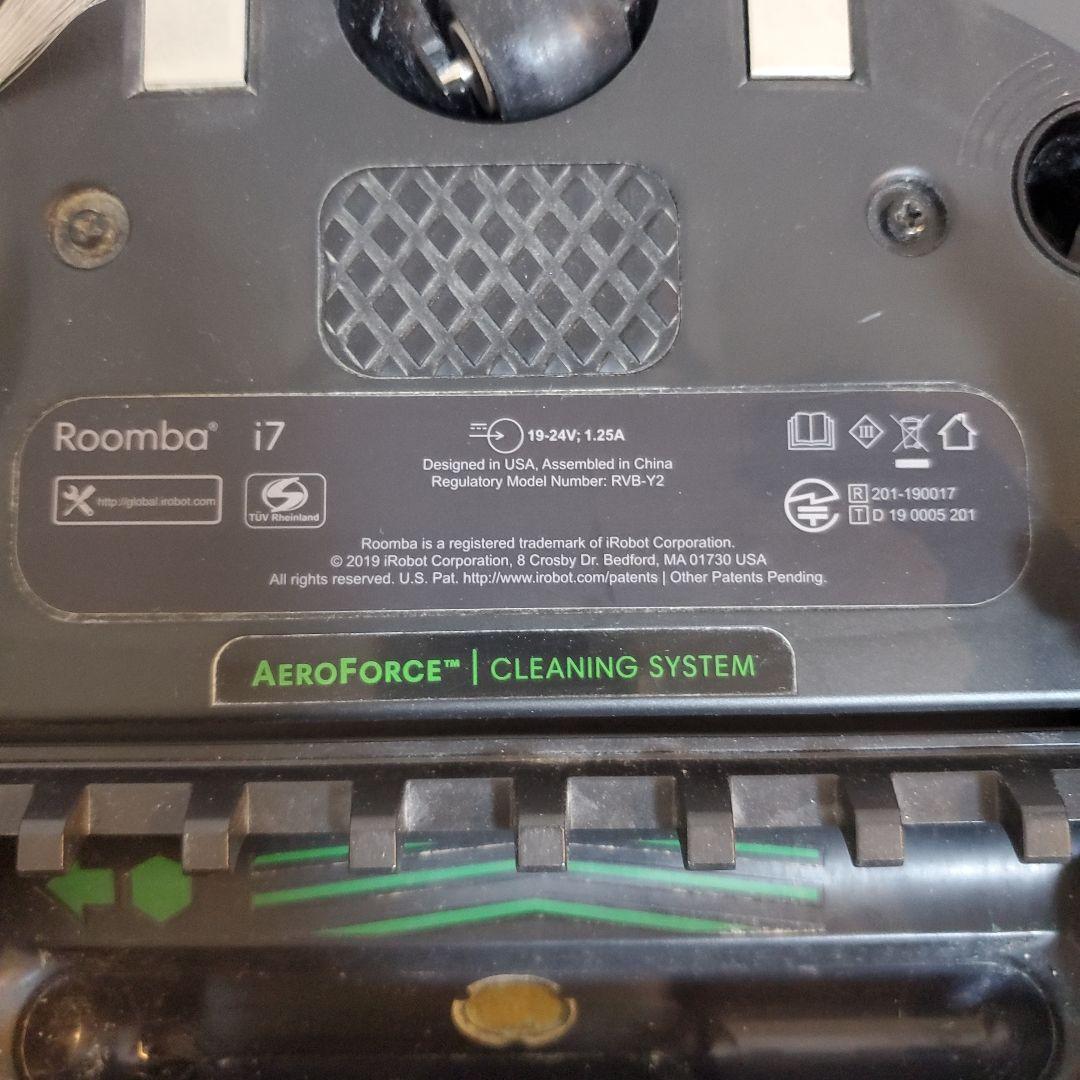 Roomba® i7
19-24V; 1.25A
Designed in USA, Assembled in China
Regulatory Model Number: RVB-Y2
http://global.irobot.com
TÜV Rheinland
III
R 201-190017
T D 19 0005 201
Roomba is a registered trademark of iRobot Corporation.
© 2019 iRobot Corporation, 8 Crosby Dr. Bedford, MA 01730 USA
All rights reserved. U.S. Pat. http://www.irobot.com/patents | Other Patents Pending.
AEROFORCE™ | CLEANING SYSTEM